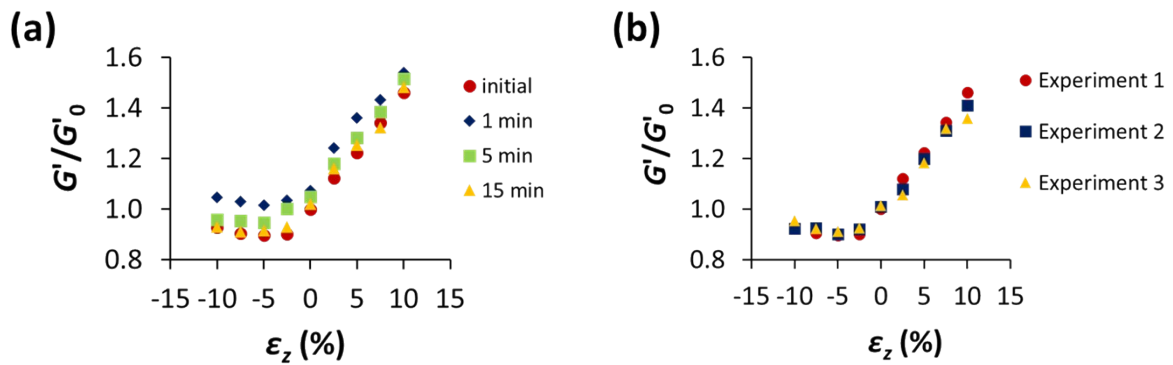 (a)
1.6
1.4
1.2
1.0
0.8
G'/G'0
-15 -10 -5 0 5 10 15
εz (%)
initial
1 min
5 min
15 min
(b)
1.6
1.4
1.2
1.0
0.8
G'/G'0
-15 -10 -5 0 5 10 15
εz (%)
Experiment 1
Experiment 2
Experiment 3